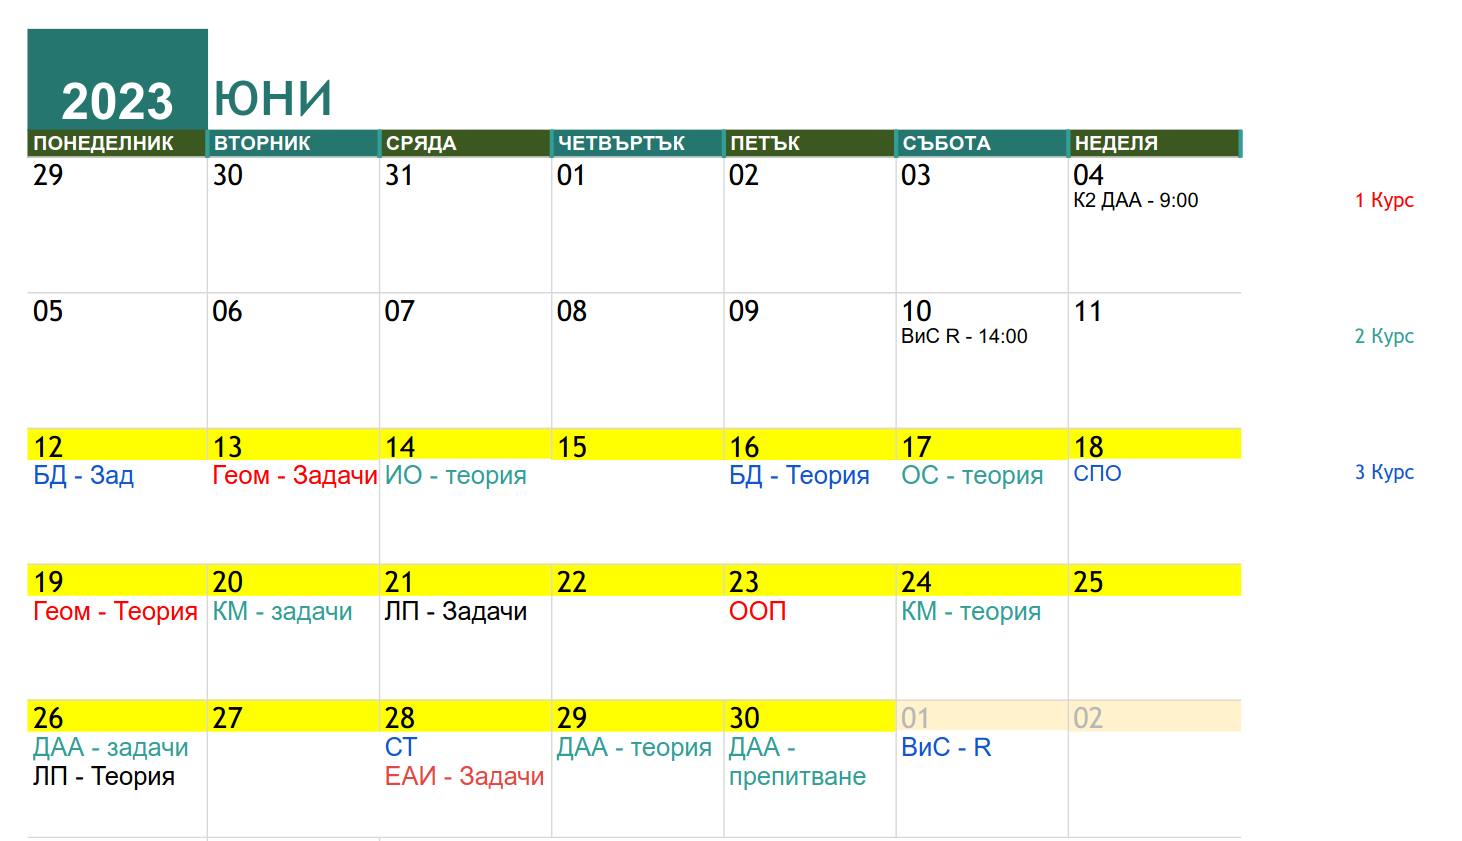 2023 ЮНИ
ПОНЕДЕЛНИК ВТОРНИК СРЯДА ЧЕТВЪРТЪК ПЕТЪК СЪБОТА НЕДЕЛЯ
29 30 31 01 02 03 04
К2 ДАА - 9:00 1 Курс
05 06 07 08 09 10 11
ВиС R - 14:00 2 Курс
12 13 14 15 16 17 18
БД - Зад Геом - Задачи ИО - теория БД - Теория ОС - теория СПО 3 Курс
19 20 21 22 23 24 25
Геом - Теория КМ - задачи ЛП - Задачи ООП КМ - теория
26 27 28 29 30 01 02
ДАА - задачи СТ ДАА - теория ДАА - ВиС - R
ЛП - Теория ЕАИ - Задачи препитване